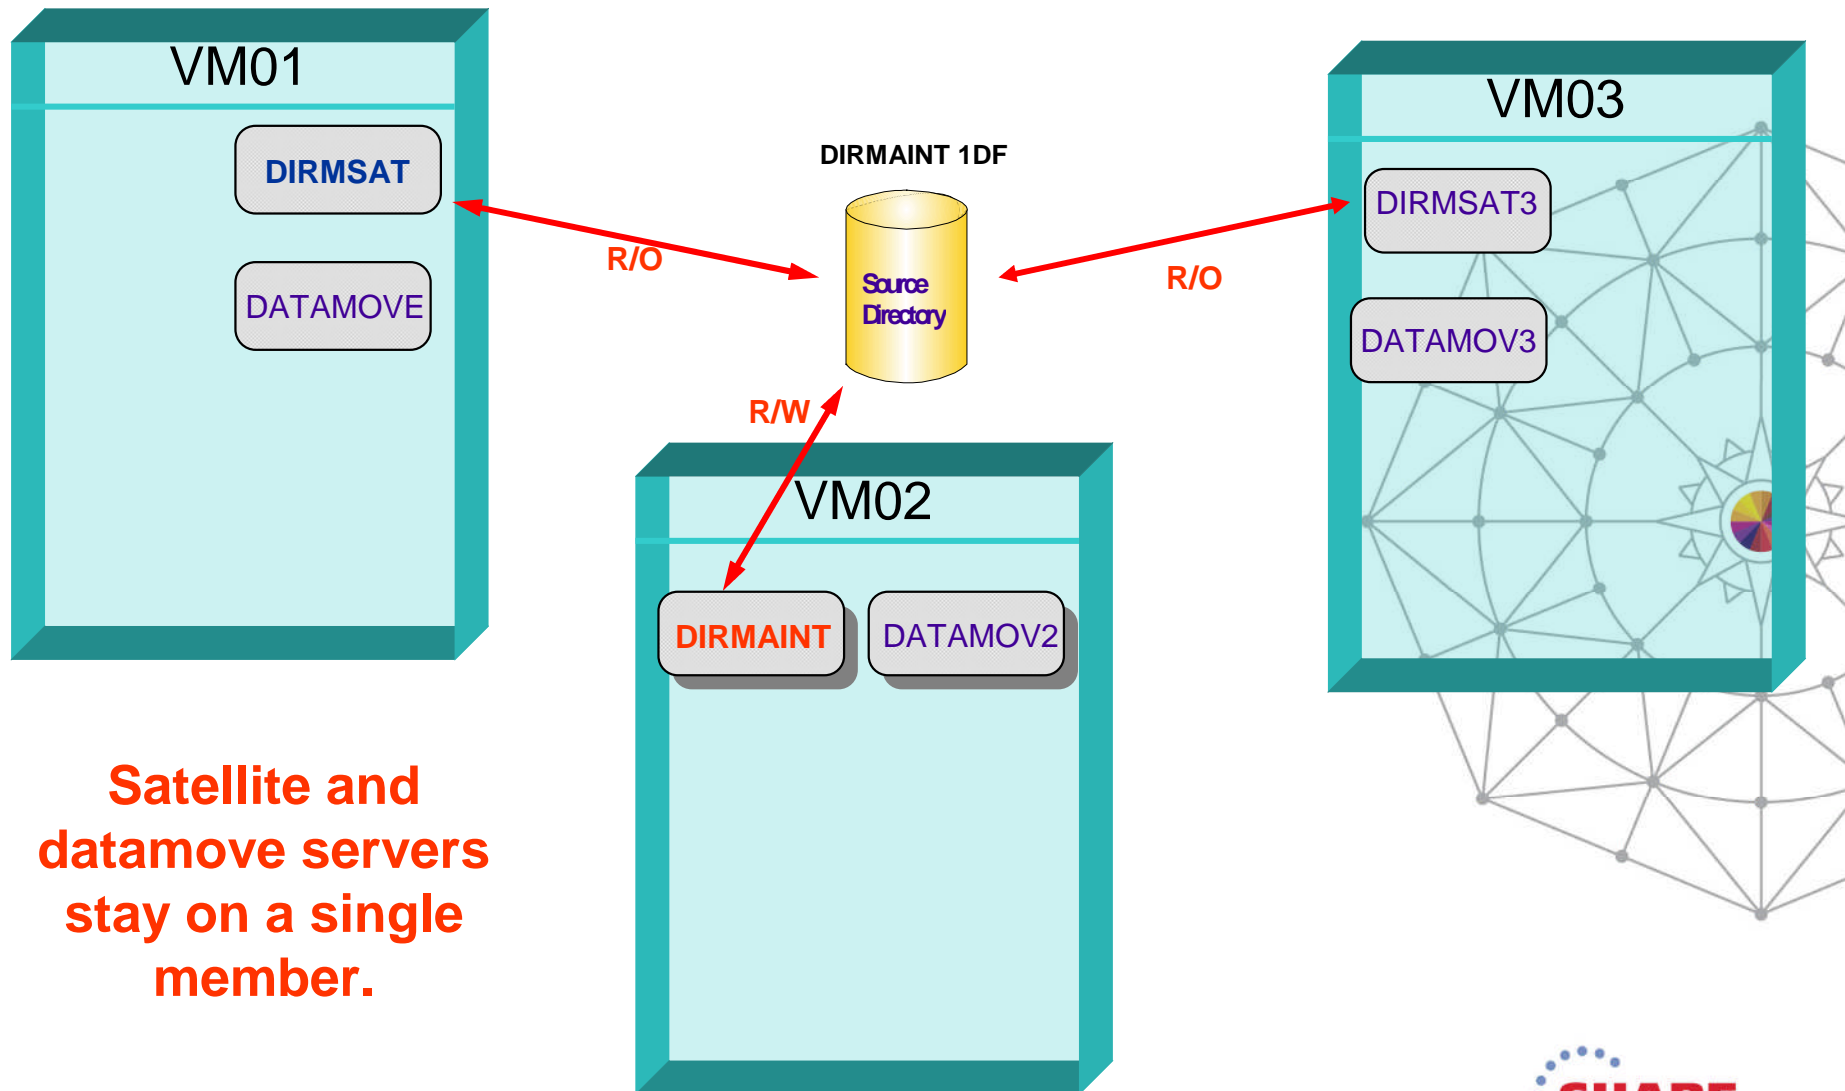 VM01
DIRMSAT
DATAMOVE
DIRMAINT 1DF
Source
Directory
R/O
R/O
R/W
VM03
DIRMSAT3
DATAMOV3
VM02
DIRMAINT
DATAMOV2
Satellite and
datamove servers
stay on a single
member.
SHARE